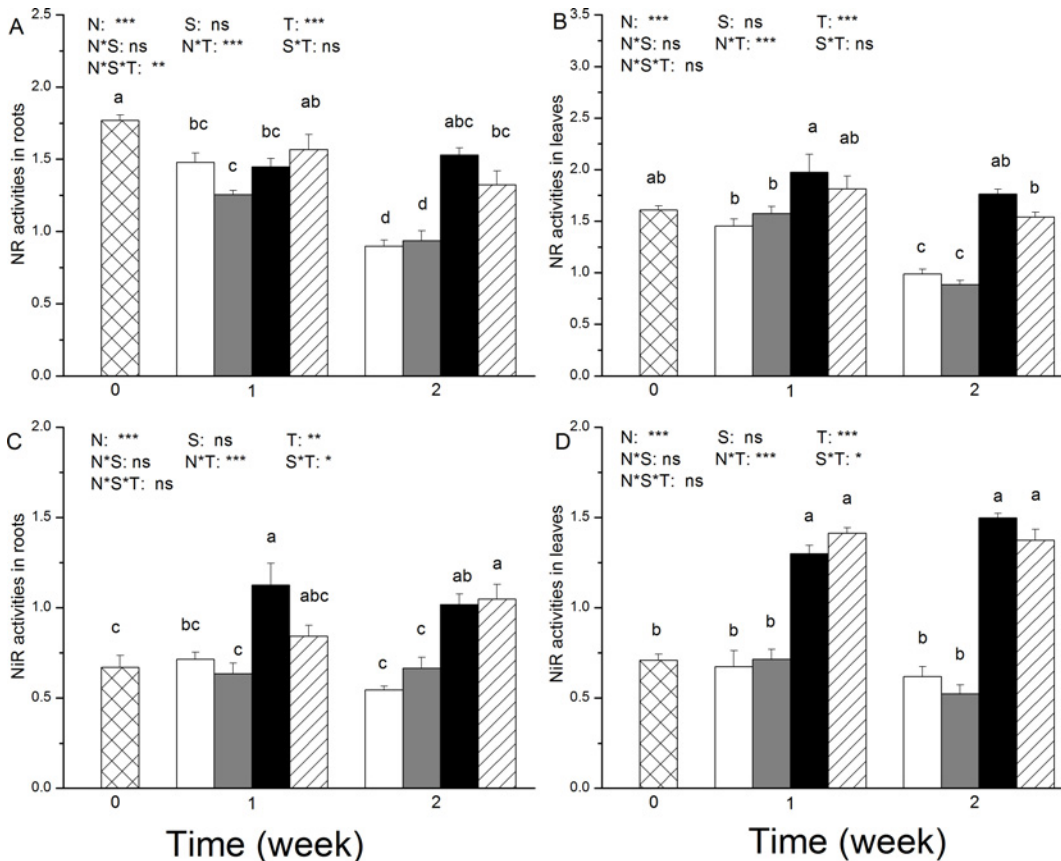 A
N: *** S: ns T: ***
N*S: ns N*T: *** S*T: ns
N*S*T: **
NR activities in roots
2.5
2.0
1.5
1.0
0.5
0.0
a
bc
c
bc
ab
d
d
abc
bc
0 1 2
B
N: *** S: ns T: ***
N*S: ns N*T: *** S*T: ns
N*S*T: ns
NR activities in leaves
3.5
3.0
2.5
2.0
1.5
1.0
0.5
0.0
ab
b
b
a
ab
c
c
ab
b
0 1 2
C
N: *** S: ns T: **
N*S: ns N*T: *** S*T: *
N*S*T: ns
NiR activities in roots
2.0
1.5
1.0
0.5
0.0
c
bc
c
a
abc
c
c
ab
a
0 1 2
Time (week)
D
N: *** S: ns T: ***
N*S: ns N*T: *** S*T: *
N*S*T: ns
NiR activities in leaves
2.0
1.5
1.0
0.5
0.0
b
b
b
a
a
b
b
a
a
0 1 2
Time (week)